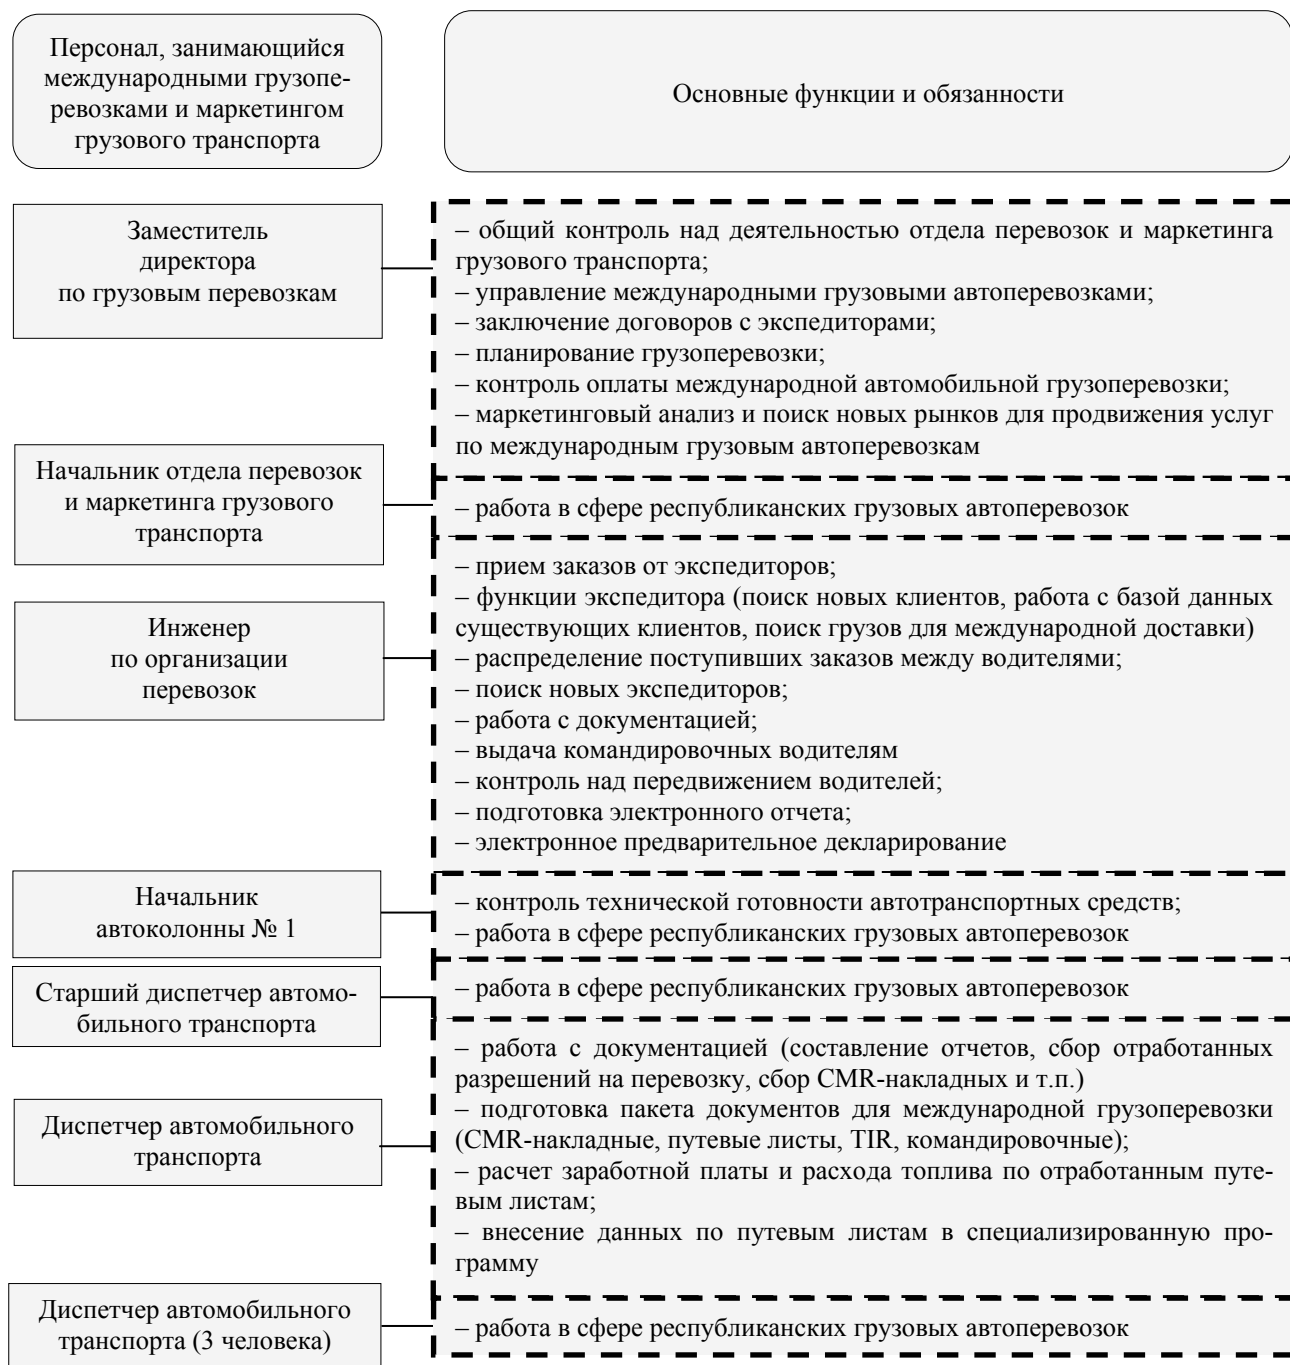 Персонал, занимающийся
международными грузопе-
ревозками и маркетингом
грузового транспорта
Основные функции и обязанности
Заместитель
директора
по грузовым перевозкам
– общий контроль над деятельностью отдела перевозок и маркетинга
грузового транспорта;
– управление международными грузовыми автоперевозками;
– заключение договоров с экспедиторами;
– планирование грузоперевозки;
– контроль оплаты международной автомобильной грузоперевозки;
– маркетинговый анализ и поиск новых рынков для продвижения услуг
по международным грузовым автоперевозкам
Начальник отдела перевозок
и маркетинга грузового
транспорта
– работа в сфере республиканских грузовых автоперевозок
Инженер
по организации
перевозок
– прием заказов от экспедиторов;
– функции экспедитора (поиск новых клиентов, работа с базой данных
существующих клиентов, поиск грузов для международной доставки)
– распределение поступивших заказов между водителями;
– поиск новых экспедиторов;
– работа с документацией;
– выдача командировочных водителям
– контроль над передвижением водителей;
– подготовка электронного отчета;
– электронное предварительное декларирование
Начальник
автоколонны № 1
– контроль технической готовности автотранспортных средств;
– работа в сфере республиканских грузовых автоперевозок
Старший диспетчер автомо-
бильного транспорта
– работа в сфере республиканских грузовых автоперевозок
Диспетчер автомобильного
транспорта
– работа с документацией (составление отчетов, сбор отработанных
разрешений на перевозку, сбор CMR-накладных и т.п.)
– подготовка пакета документов для международной грузоперевозки
(CMR-накладные, путевые листы, TIR, командировочные);
– расчет заработной платы и расхода топлива по отработанным путе-
вым листам;
– внесение данных по путевым листам в специализированную про-
грамму
Диспетчер автомобильного
транспорта (3 человека)
– работа в сфере республиканских грузовых автоперевозок